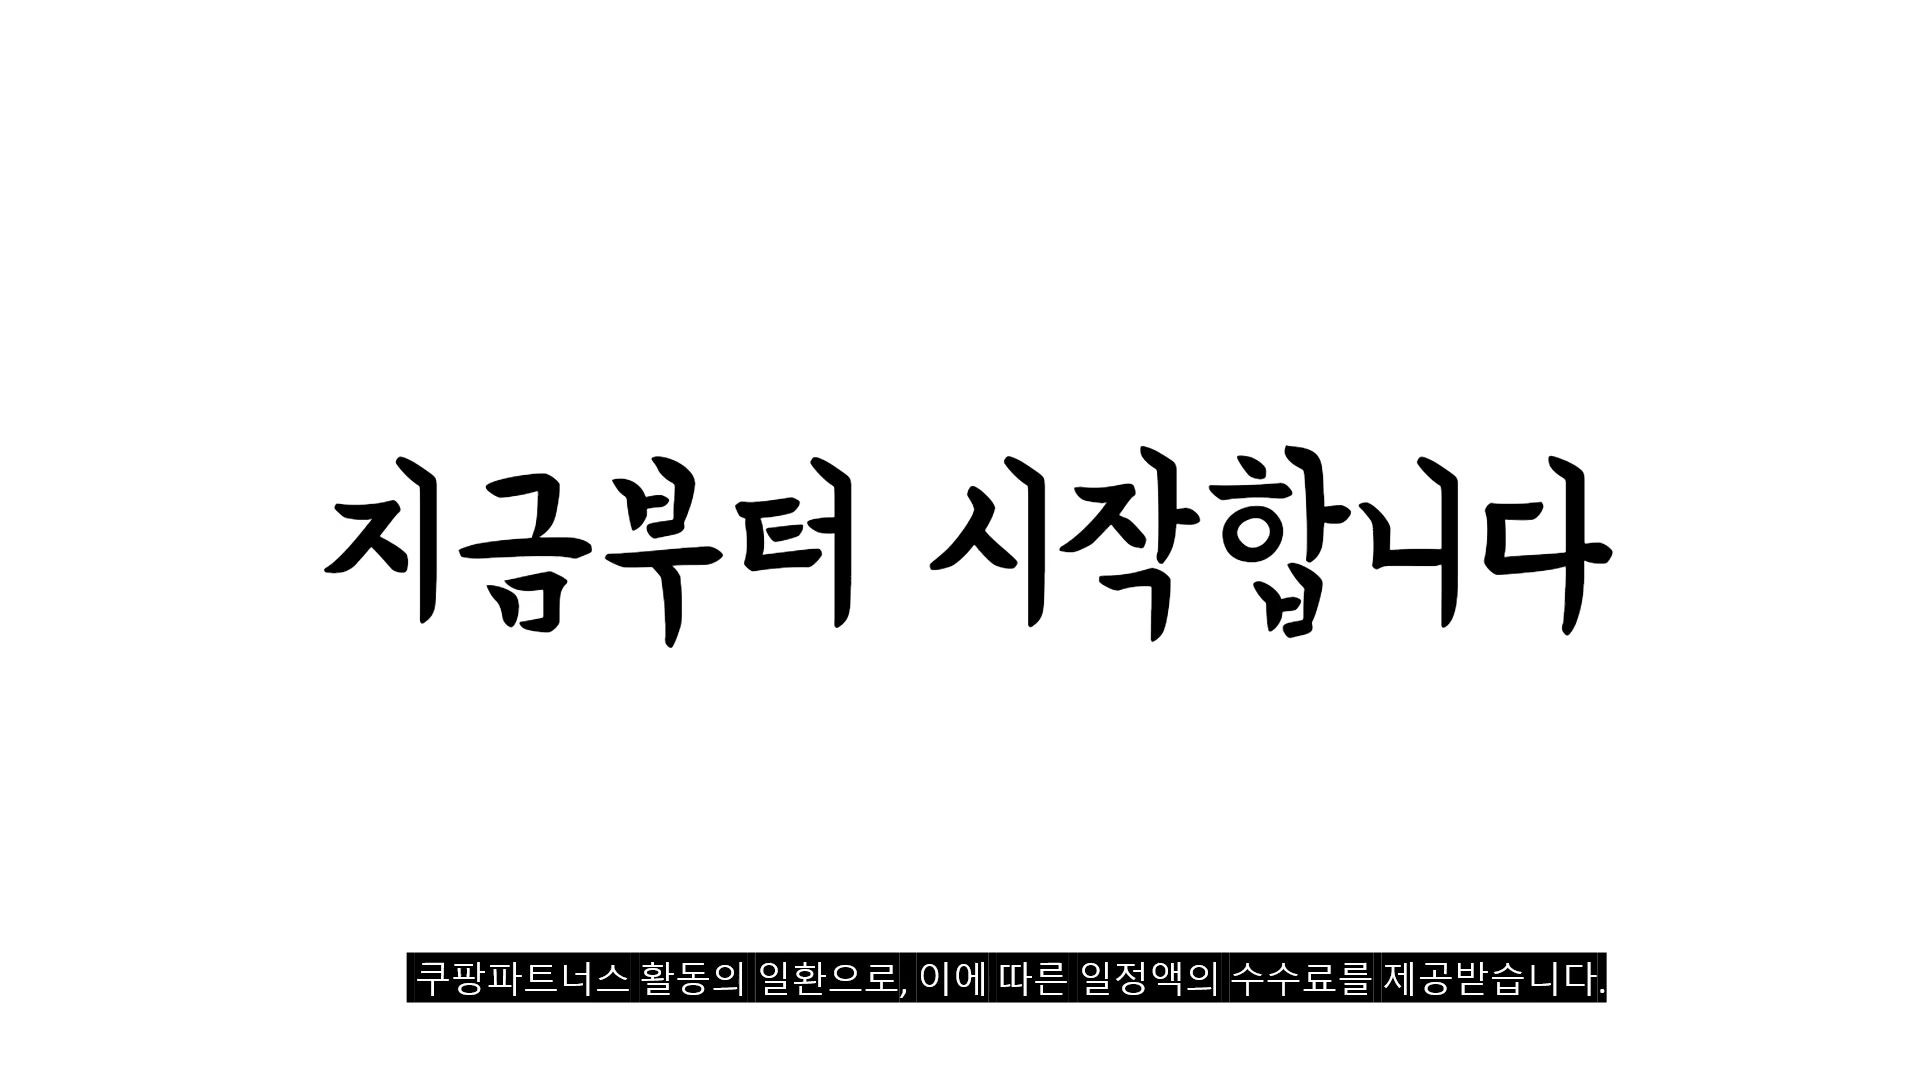 지금부터 시작합니다
쿠팡파트너스 활동의 일환으로, 이에 따른 일정액의 수수료를 제공받습니다.